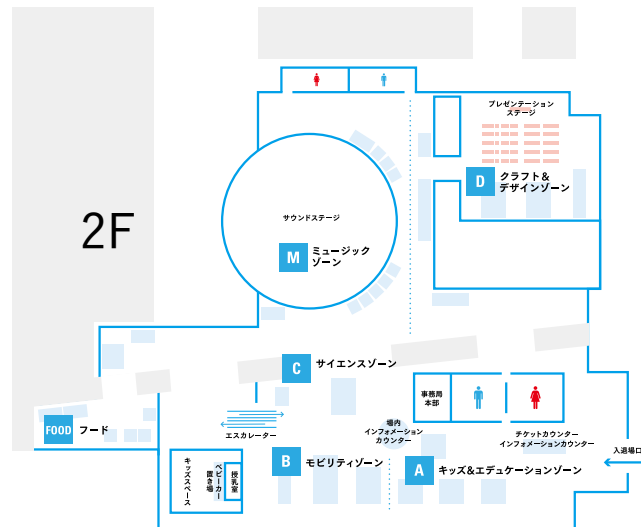 プレゼンテーション
ステージ
D
クラフト＆
デザインゾーン
2F
サウンドステージ
M
ミュージック
ゾーン
C
サイエンスゾーン
事務局
本部
FOOD
フード
エスカレーター
場内
インフォメーション
カウンター
チケットカウンター
インフォメーションカウンター
入退場口
B
モビリティゾーン
A
キッズ&エデュケーションゾーン
キッズスペース
ベビーカー
置き場
授乳室